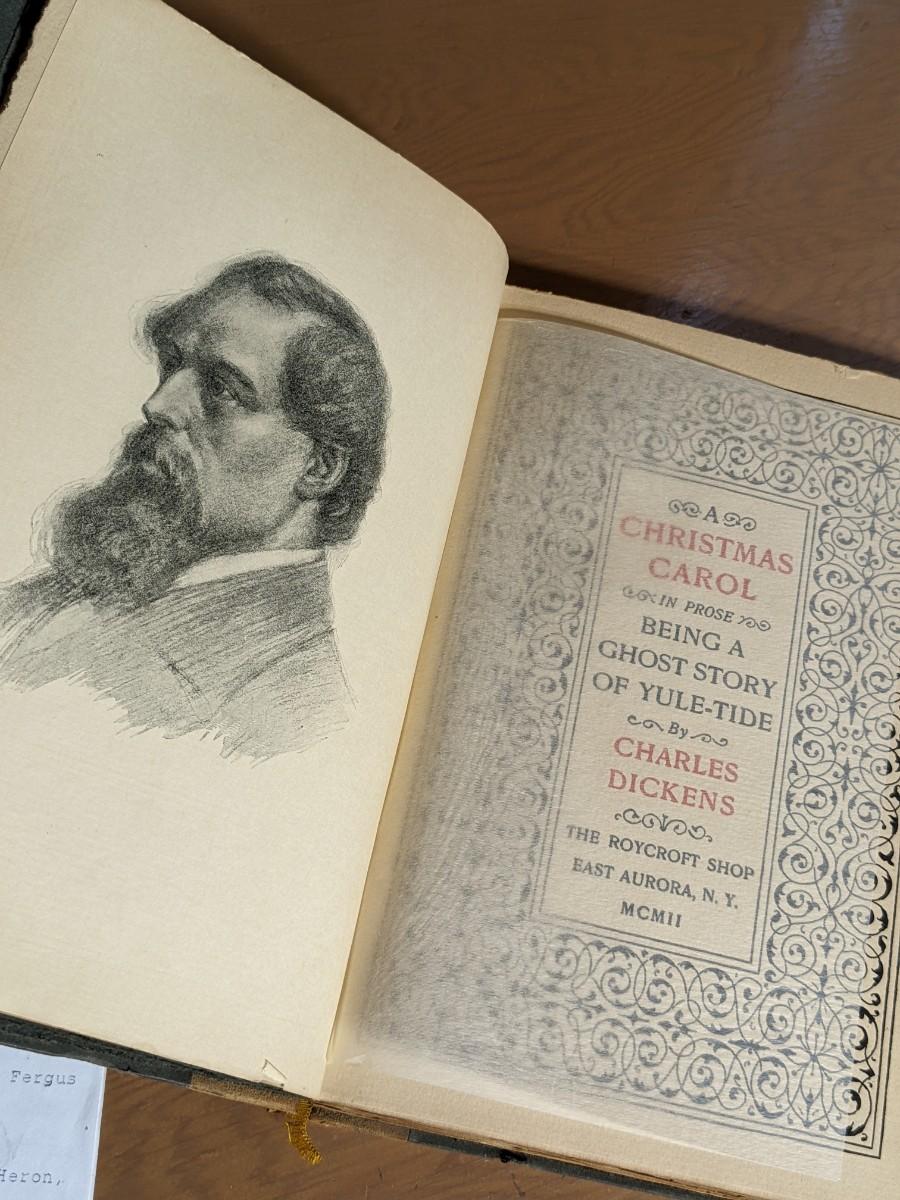 A
CHRISTMAS
CAROL
IN PROSE
BEING A
GHOST STORY
OF YULE-TIDE
By
CHARLES
DICKENS
THE ROYCROFT SHOP
EAST AURORA, N. Y.
MCMII
Fergus
Heron,